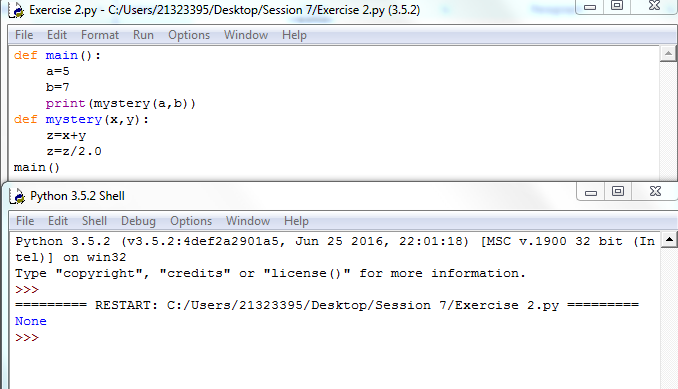 Exercise 2.py - C:/Users/21323395/Desktop/Session 7/Exercise 2.py (3.5.2)
File Edit Format Run Options Window Help
def main():
    a=5
    b=7
    print(mystery(a,b))
def mystery(x,y):
    z=x+y
    z=z/2.0
main()
Python 3.5.2 Shell
File Edit Shell Debug Options Window Help
Python 3.5.2 (v3.5.2:4def2a2901a5, Jun 25 2016, 22:01:18) [MSC v.1900 32 bit (In
tel)] on win32
Type "copyright", "credits" or "license()" for more information.
>>>
========= RESTART: C:/Users/21323395/Desktop/Session 7/Exercise 2.py =========
None
>>>